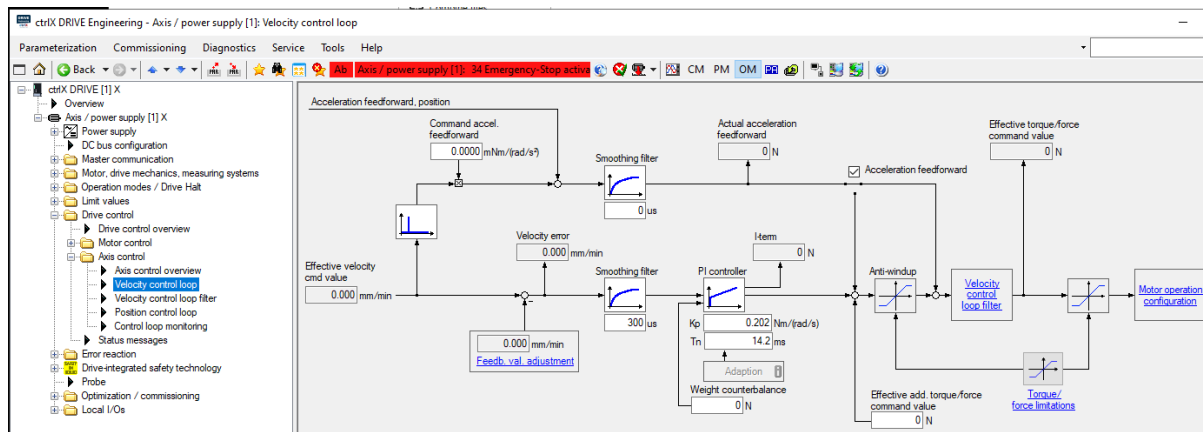 ctrlX DRIVE Engineering - Axis / power supply [1]: Velocity control loop
Parameterization Commissioning Diagnostics Service Tools Help
Back
Ab Axis / power supply [1]: 34 Emergency-Stop activa
CM PM OM
ctrlX DRIVE [1] X
Overview
Axis / power supply [1] X
Power supply
DC bus configuration
Master communication
Motor, drive mechanics, measuring systems
Operation modes / Drive Halt
Limit values
Drive control
Drive control overview
Motor control
Axis control
Axis control overview
Velocity control loop
Velocity control loop filter
Position control loop
Control loop monitoring
Status messages
Error reaction
Drive-integrated safety technology
Probe
Optimization / commissioning
Local I/Os
Acceleration feedforward, position
Command accel.
feedforward
0.0000 mNm/(rad/s²)
Smoothing filter
0 us
Actual acceleration
feedforward
0 N
Acceleration feedforward
Effective torque/force
command value
0 N
Effective velocity
cmd value
0.000 mm/min
Velocity error
0.000 mm/min
0.000 mm/min
Feedb. val. adjustment
Smoothing filter
300 us
PI controller
Kp 0.202 Nm/(rad/s)
Tn 14.2 ms
Adaption
Weight counterbalance
0 N
I-term
0 N
Anti-windup
Velocity
control
loop filter
Motor operation
configuration
Torque/
force limitations
Effective add. torque/force
command value
0 N